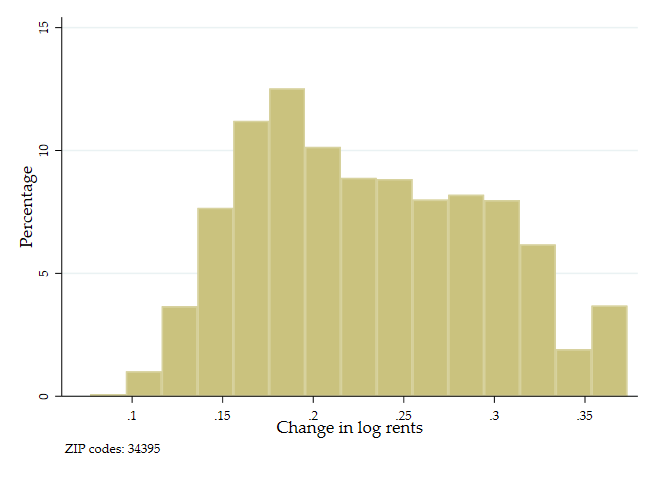 15
10
5
0
Percentage
.1 .15 .2 .25 .3 .35
Change in log rents
ZIP codes: 34395